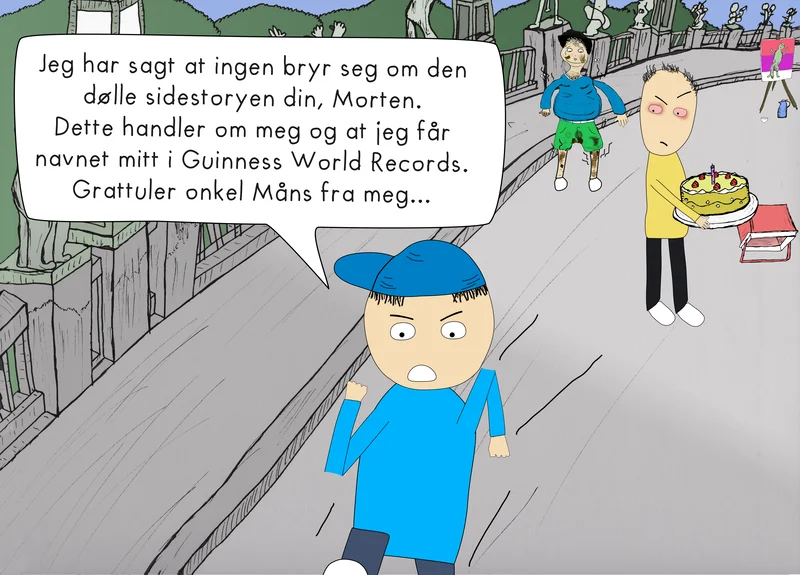 Jeg har sagt at ingen bryr seg om den
dølle sidestoryen din, Morten.
Dette handler om meg og at jeg får
navnet mitt i Guinness World Records.
Grattuler onkel Måns fra meg...